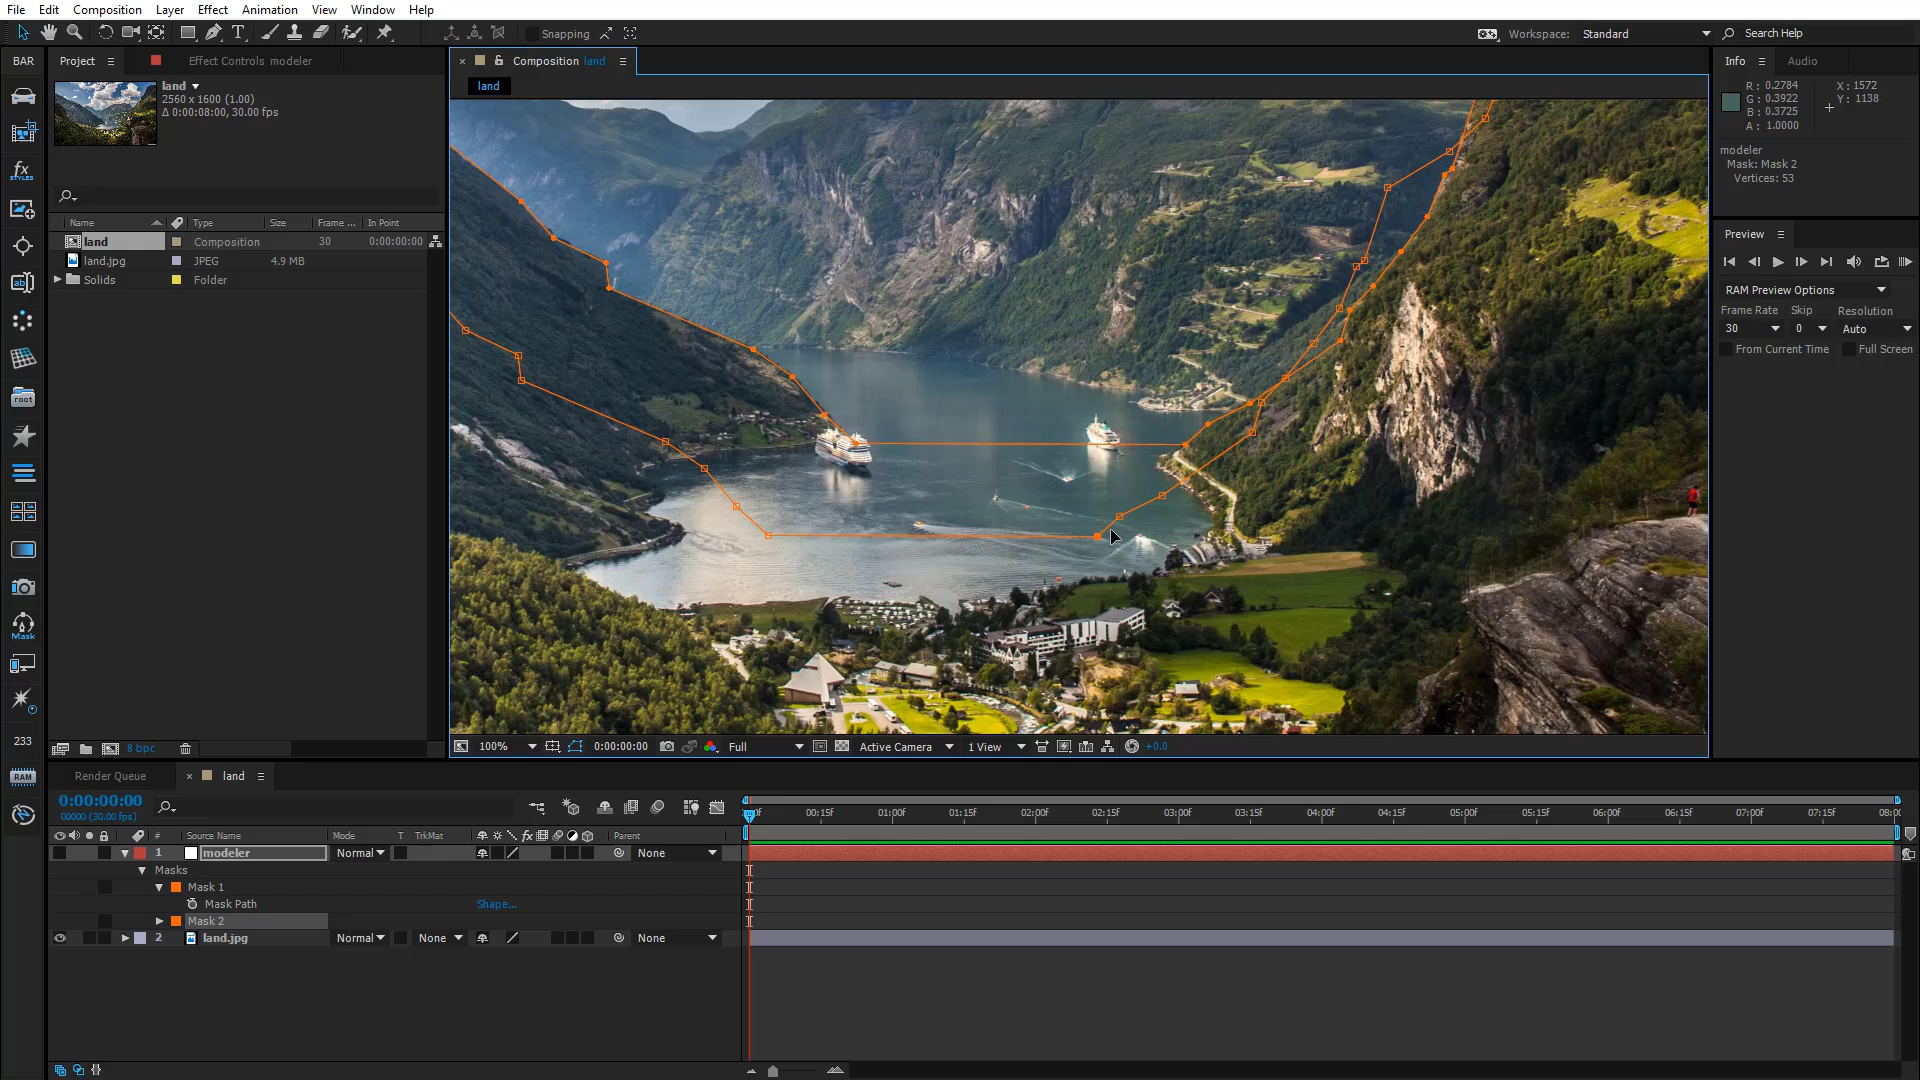 File Edit Composition Layer Effect Animation View Window Help
Snapping
Workspace: Standard
Search Help
BAR
Project
Effect Controls modeler
Composition land
Info
Audio
land
2560 x 1600 (1.00)
Δ 0:00:08:00, 30.00 fps
land
R: 0.2784
G: 0.3922
B: 0.3725
A: 1.0000
X: 1572
Y: 1138
modeler
Mask: Mask 2
Vertices: 53
fx
STYLES
Name Type Size Frame ... In Point
land Composition 30 0:00:00:00
land.jpg JPEG 4.9 MB
Solids Folder
Preview
RAM Preview Options
Frame Rate Skip Resolution
30 0 Auto
From Current Time Full Screen
ab
root
Mask
233
RAM
8 bpc
100% 0:00:00:00 Full Active Camera 1 View +0.0
Render Queue
land
0:00:00:00
00000 (30.00 fps)
00:15f 01:00f 01:15f 02:00f 02:15f 03:00f 03:15f 04:00f 04:15f 05:00f 05:15f 06:00f 06:15f 07:00f 07:15f
# Source Name Mode T TrkMat fx Parent
1 modeler Normal None
Masks
Mask 1
Mask Path Shape...
Mask 2
2 land.jpg Normal None None